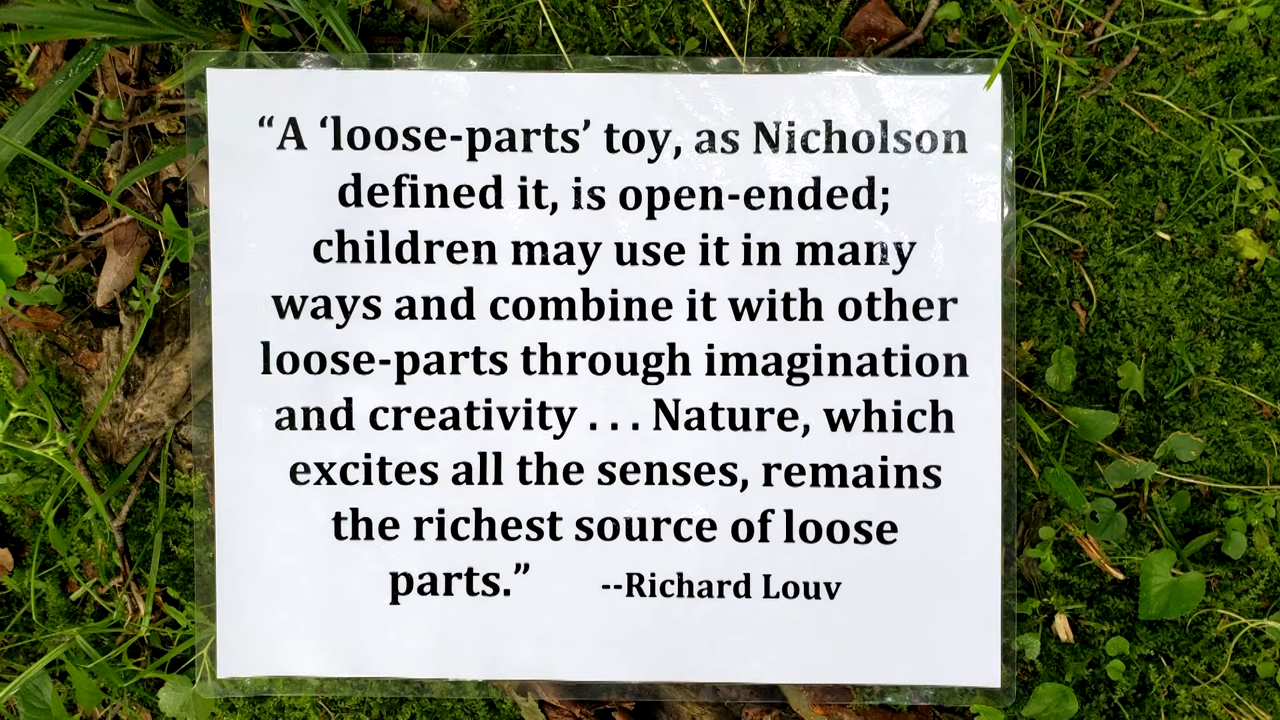 “A ‘loose-parts’ toy, as Nicholson
defined it, is open-ended;
children may use it in many
ways and combine it with other
loose-parts through imagination
and creativity . . . Nature, which
excites all the senses, remains
the richest source of loose
parts.” --Richard Louv